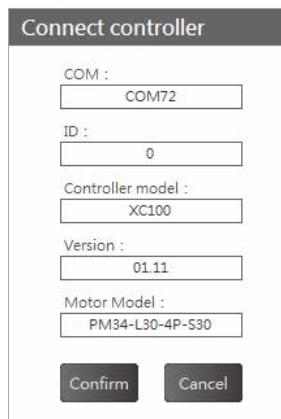 Connect controller
COM :
COM72
ID :
0
Controller model :
XC100
Version :
01.11
Motor Model :
PM34-L30-4P-S30
Confirm Cancel